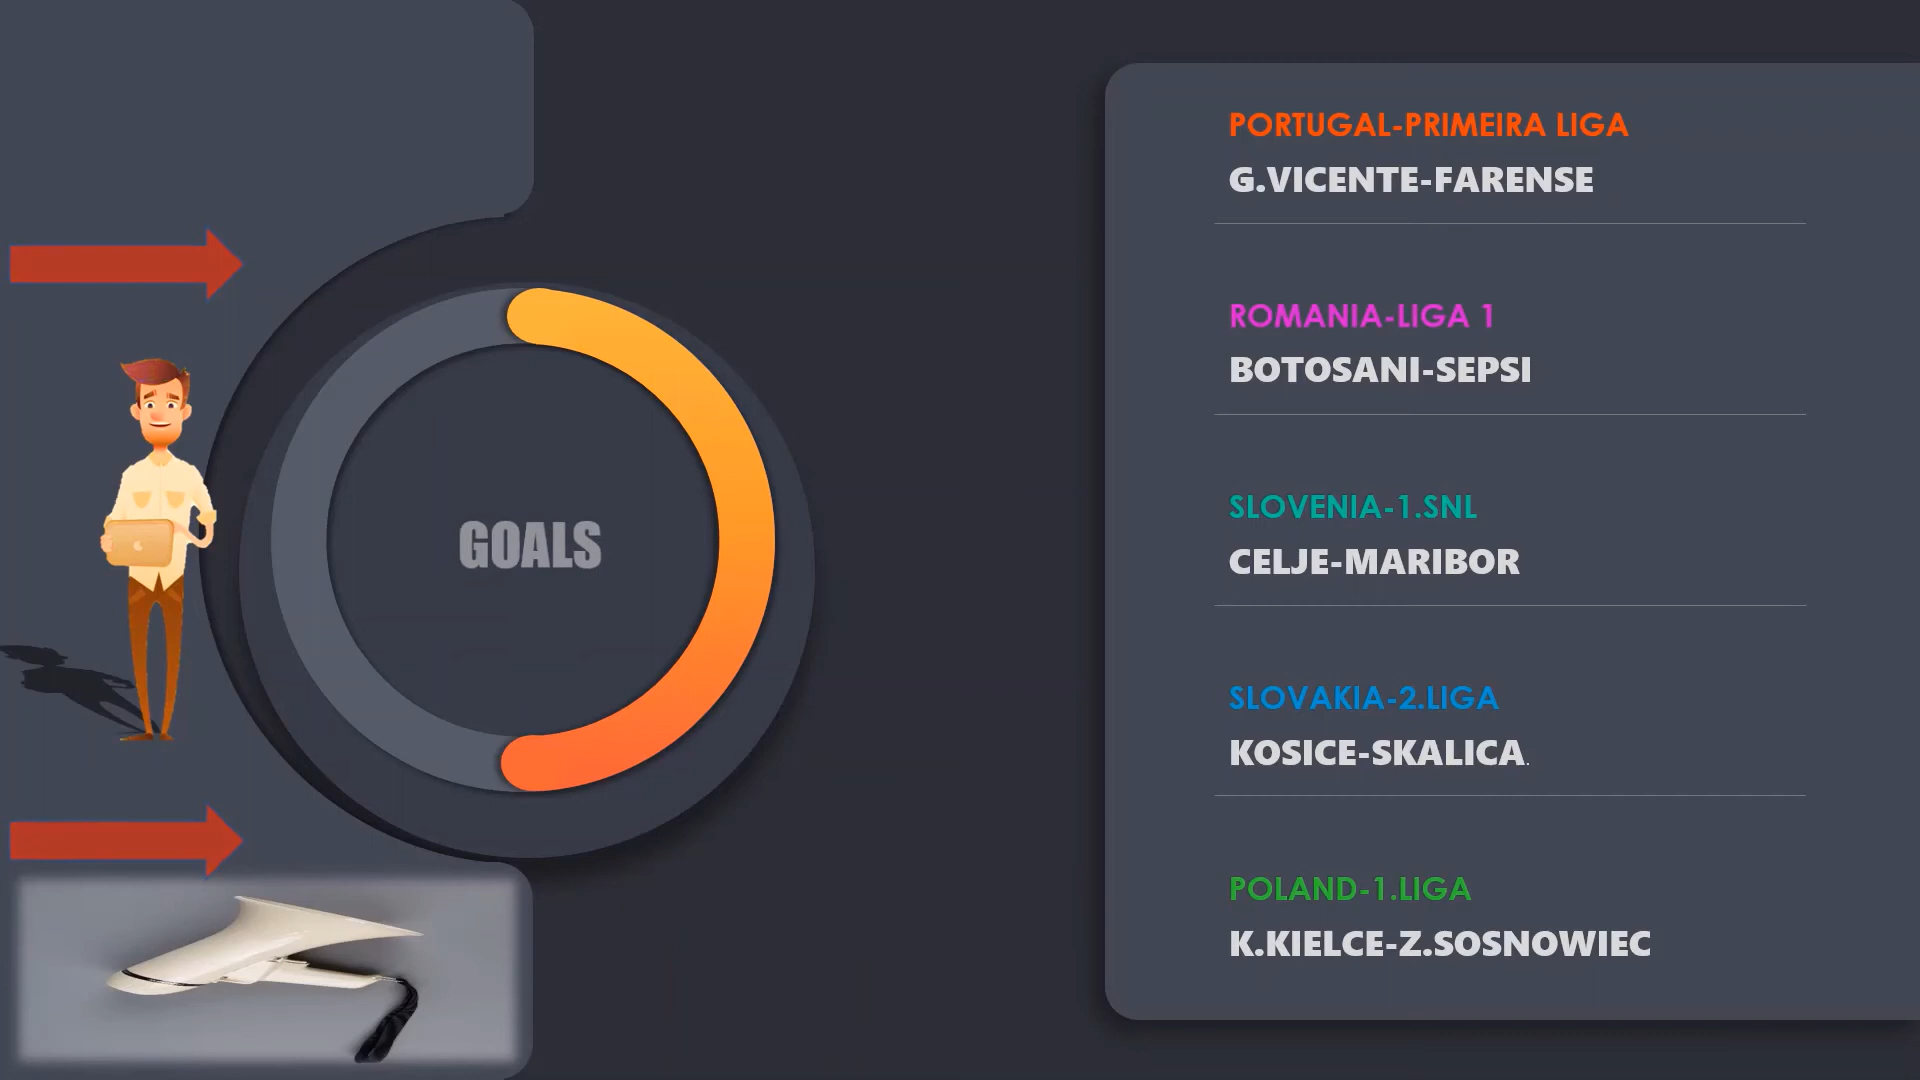 GOALS
PORTUGAL-PRIMEIRA LIGA
G.VICENTE-FARENSE
ROMANIA-LIGA 1
BOTOSANI-SEPSI
SLOVENIA-1.SNL
CELJE-MARIBOR
SLOVAKIA-2.LIGA
KOSICE-SKALICA.
POLAND-1.LIGA
K.KIELCE-Z.SOSNOWIEC